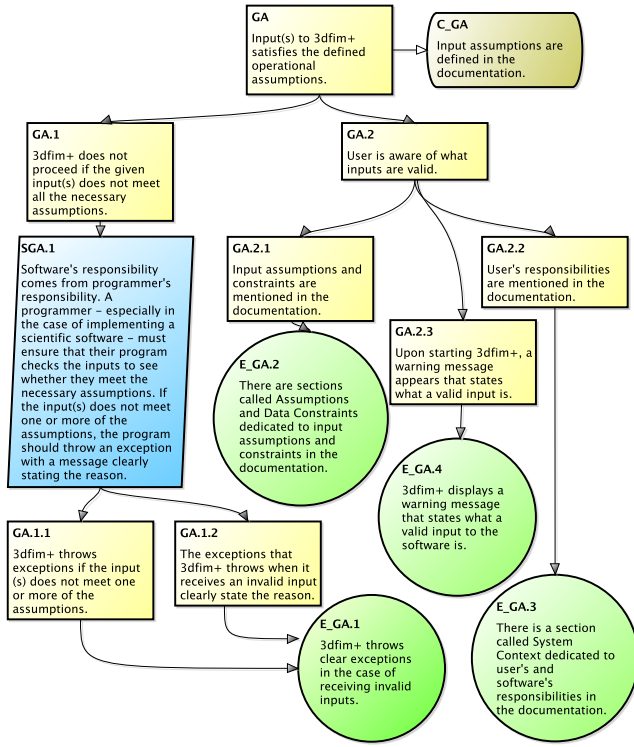 GA
Input(s) to 3dfim+
satisfies the defined
operational
assumptions.
C_GA
Input assumptions are
defined in the
documentation.
GA.1
3dfim+ does not
proceed if the given
input(s) does not meet
all the necessary
assumptions.
GA.2
User is aware of what
inputs are valid.
SGA.1
Software's responsibility
comes from programmer's
responsibility. A
programmer - especially in
the case of implementing a
scientific software - must
ensure that their program
checks the inputs to see
whether they meet the
necessary assumptions. If
the input(s) does not meet
one or more of the
assumptions, the program
should throw an exception
with a message clearly
stating the reason.
GA.2.1
Input assumptions and
constraints are
mentioned in the
documentation.
GA.2.2
User's responsibilities
are mentioned in the
documentation.
GA.2.3
Upon starting 3dfim+, a
warning message
appears that states
what a valid input is.
E_GA.2
There are sections
called Assumptions
and Data Constraints
dedicated to input
assumptions and
constraints in the
documentation.
E_GA.4
3dfim+ displays a
warning message
that states what a
valid input to the
software is.
GA.1.1
3dfim+ throws
exceptions if the input
(s) does not meet one
or more of the
assumptions.
GA.1.2
The exceptions that
3dfim+ throws when it
receives an invalid input
clearly state the reason.
E_GA.1
3dfim+ throws
clear exceptions
in the case of
receiving invalid
inputs.
E_GA.3
There is a section
called System
Context dedicated to
user's and
software's
responsibilities in
the documentation.